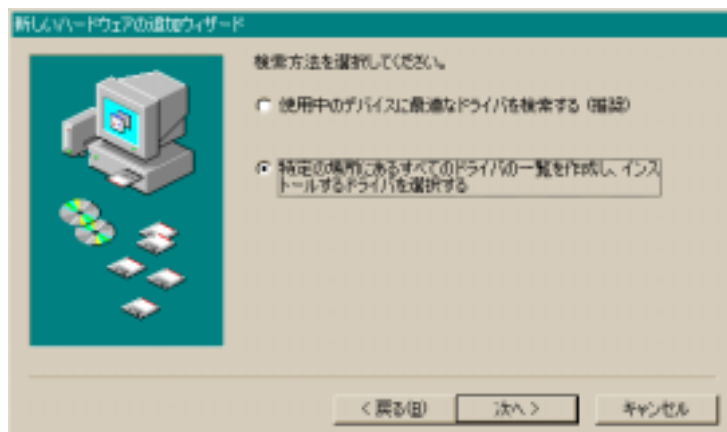 新しいハードウェアの追加ウィザード
検索方法を選択してください。
使用中のデバイスに最適なドライバを検索する (推奨)
特定の場所にあるすべてのドライバの一覧を作成し、インス
トールするドライバを選択する
< 戻る(B)
次へ >
キャンセル